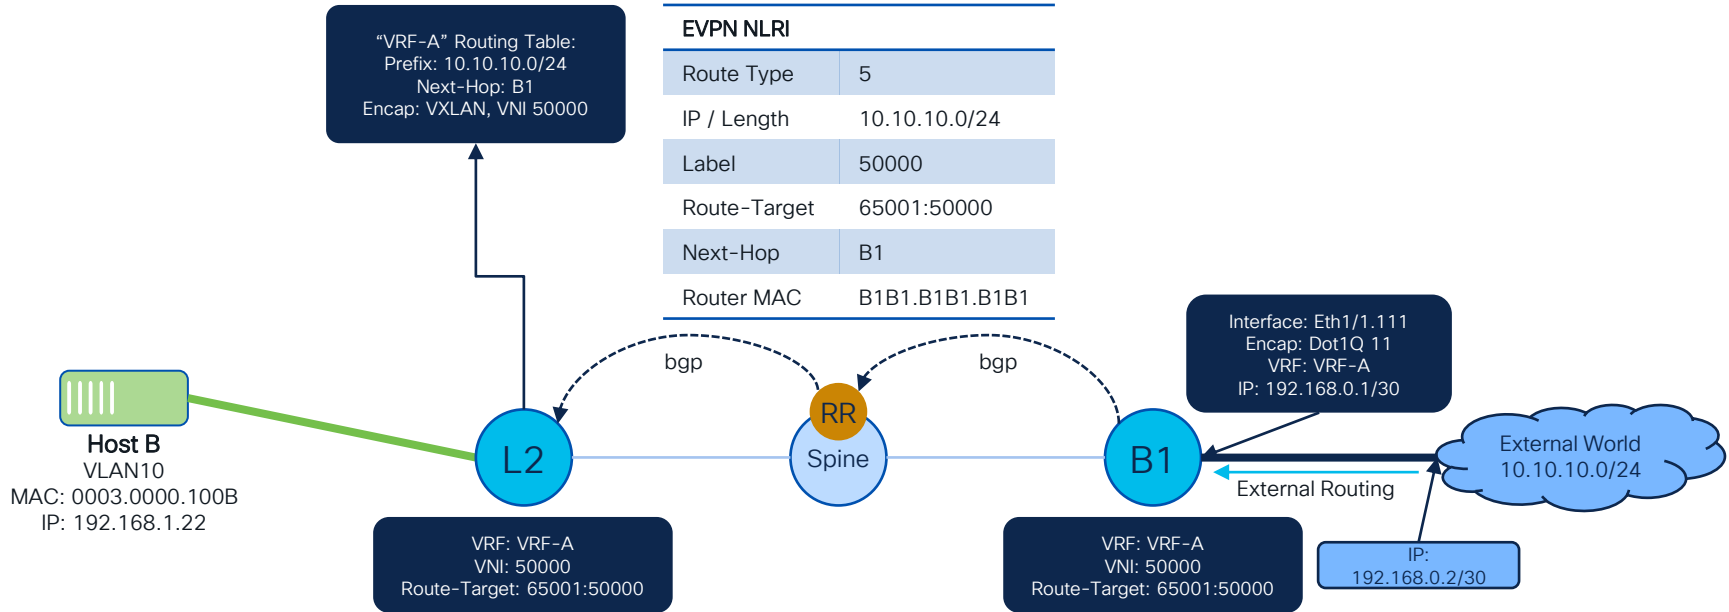 "VRF-A" Routing Table:
Prefix: 10.10.10.0/24
Next-Hop: B1
Encap: VXLAN, VNI 50000
EVPN NLRI
Route Type 5
IP / Length 10.10.10.0/24
Label 50000
Route-Target 65001:50000
Next-Hop B1
Router MAC B1B1.B1B1.B1B1
Interface: Eth1/1.111
Encap: Dot1Q 11
VRF: VRF-A
IP: 192.168.0.1/30
bgp
bgp
RR
Host B
VLAN10
MAC: 0003.0000.100B
IP: 192.168.1.22
L2
Spine
B1
External World
10.10.10.0/24
External Routing
VRF: VRF-A
VNI: 50000
Route-Target: 65001:50000
VRF: VRF-A
VNI: 50000
Route-Target: 65001:50000
IP:
192.168.0.2/30